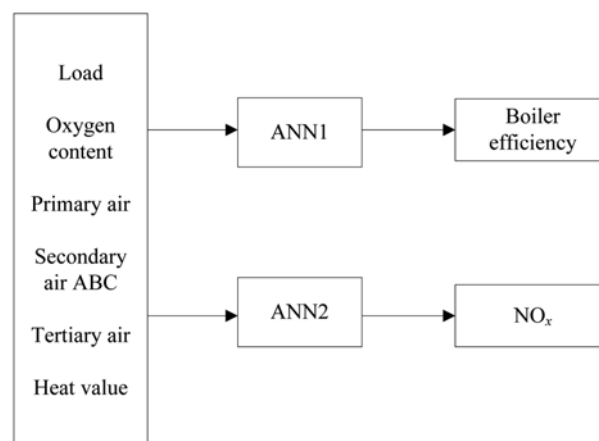 Load
Oxygen
content
Primary air
Secondary
air ABC
Tertiary air
Heat value
ANN1
Boiler
efficiency
ANN2
NOx